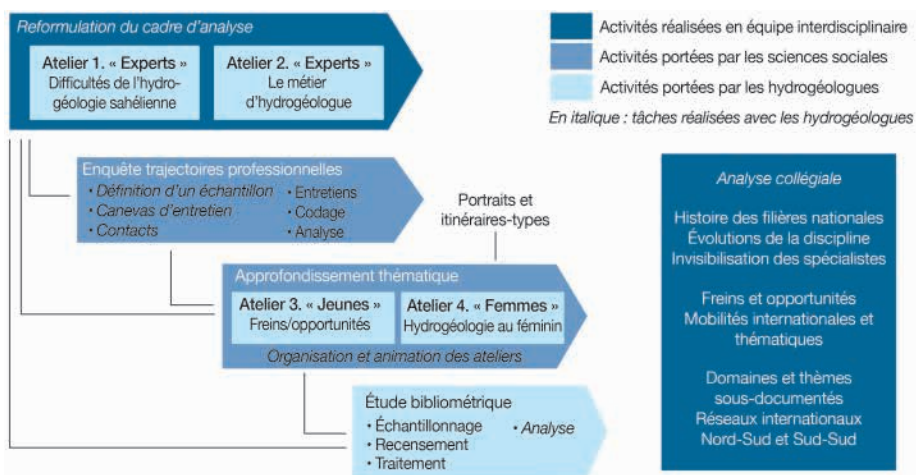 Reformulation du cadre d'analyse
Atelier 1. « Experts »
Difficultés de l'hydro-
géologie sahélienne
Atelier 2. « Experts »
Le métier
d'hydrogéologue
Activités réalisées en équipe interdisciplinaire
Activités portées par les sciences sociales
Activités portées par les hydrogéologues
En italique : tâches réalisées avec les hydrogéologues
Enquête trajectoires professionnelles
• Définition d'un échantillon
• Canevas d'entretien
• Contacts
• Entretiens
• Codage
• Analyse
Portraits et
itinéraires-types
Approfondissement thématique
Atelier 3. « Jeunes »
Freins/opportunités
Atelier 4. « Femmes »
Hydrogéologie au féminin
Organisation et animation des ateliers
Étude bibliométrique
• Échantillonnage
• Recensement
• Traitement
• Analyse
Analyse collégiale
Histoire des filières nationales
Évolutions de la discipline
Invisibilisation des spécialistes
Freins et opportunités
Mobilités internationales et
thématiques
Domaines et thèmes
sous-documentés
Réseaux internationaux
Nord-Sud et Sud-Sud